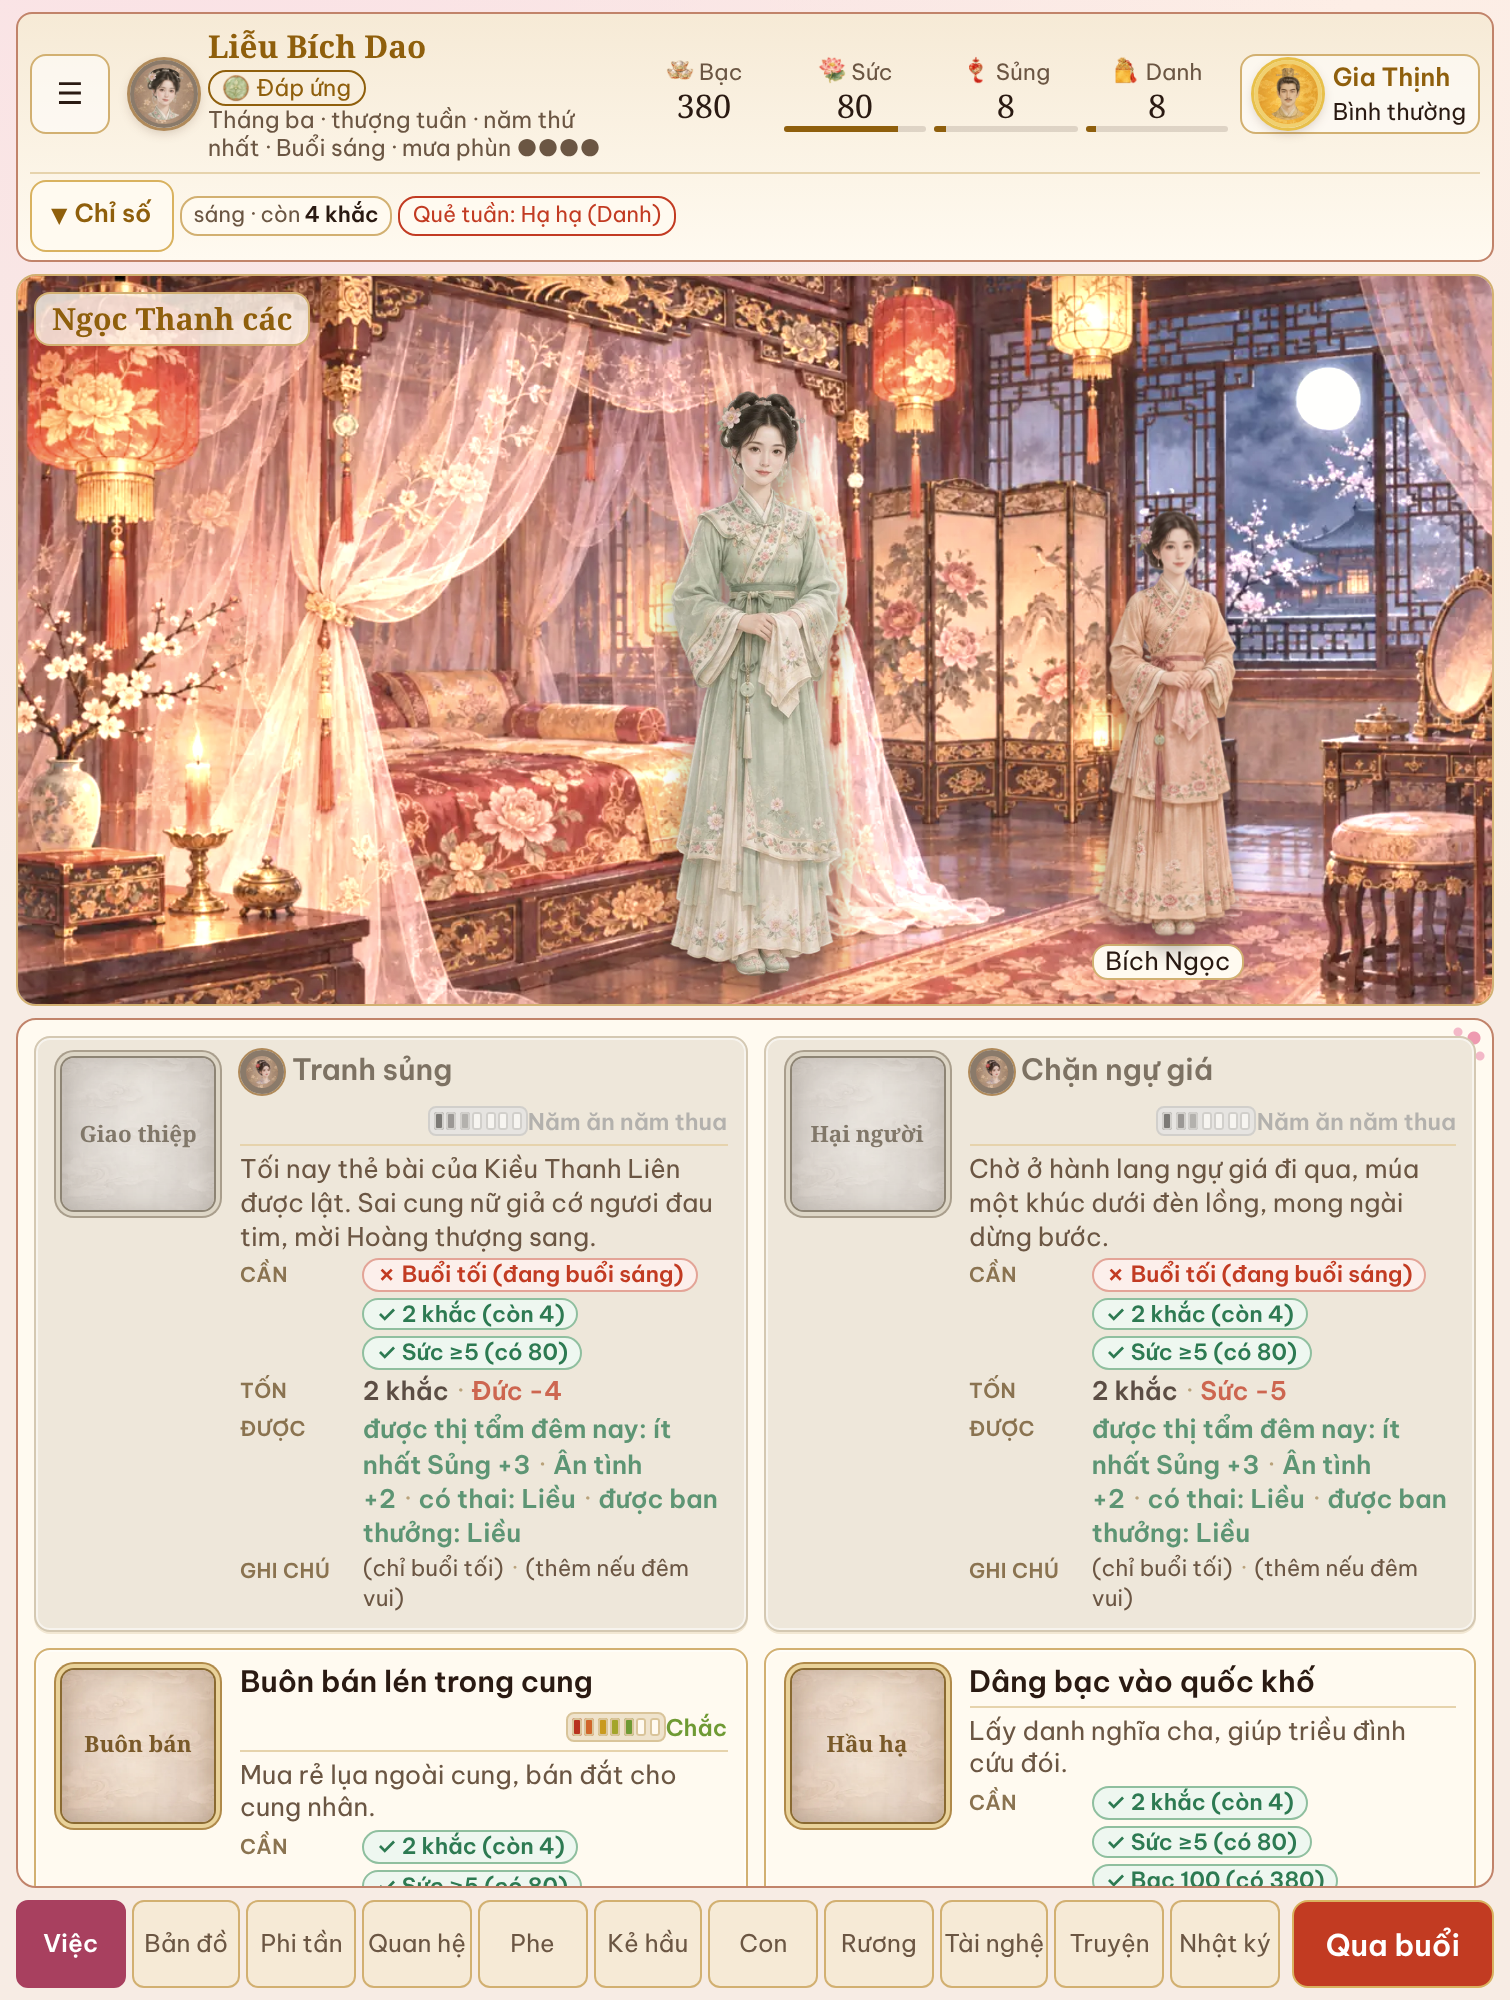 ☰
Liễu Bích Dao
Đáp ứng
Tháng ba · thượng tuần · năm thứ
nhất · Buổi sáng · mưa phùn ●●●●
Bạc
380
Sức
80
Sủng
8
Danh
8
Gia Thịnh
Bình thường
▼ Chỉ số
sáng · còn 4 khắc
Quẻ tuần: Hạ hạ (Danh)
Ngọc Thanh các
Bích Ngọc
Giao thiệp
Tranh sủng
Năm ăn năm thua
Tối nay thẻ bài của Kiều Thanh Liên
được lật. Sai cung nữ giả cớ ngươi đau
tim, mời Hoàng thượng sang.
CẦN
× Buổi tối (đang buổi sáng)
✓ 2 khắc (còn 4)
✓ Sức ≥5 (có 80)
TỐN
2 khắc · Đức -4
ĐƯỢC
được thị tẩm đêm nay: ít
nhất Sủng +3 · Ân tình
+2 · có thai: Liều · được ban
thưởng: Liều
GHI CHÚ
(chỉ buổi tối) · (thêm nếu đêm
vui)
Hại người
Chặn ngự giá
Năm ăn năm thua
Chờ ở hành lang ngự giá đi qua, múa
một khúc dưới đèn lồng, mong ngài
dừng bước.
CẦN
× Buổi tối (đang buổi sáng)
✓ 2 khắc (còn 4)
✓ Sức ≥5 (có 80)
TỐN
2 khắc · Sức -5
ĐƯỢC
được thị tẩm đêm nay: ít
nhất Sủng +3 · Ân tình
+2 · có thai: Liều · được ban
thưởng: Liều
GHI CHÚ
(chỉ buổi tối) · (thêm nếu đêm
vui)
Buôn bán
Buôn bán lén trong cung
Chắc
Mua rẻ lụa ngoài cung, bán đắt cho
cung nhân.
CẦN
✓ 2 khắc (còn 4)
✓ Sức ≥5 (có 80)
Hầu hạ
Dâng bạc vào quốc khố
Lấy danh nghĩa cha, giúp triều đình
cứu đói.
CẦN
✓ 2 khắc (còn 4)
✓ Sức ≥5 (có 80)
✓ Bạc 100 (có 380)
Việc
Bản đồ
Phi tần
Quan hệ
Phe
Kẻ hầu
Con
Rương
Tài nghệ
Truyện
Nhật ký
Qua buổi